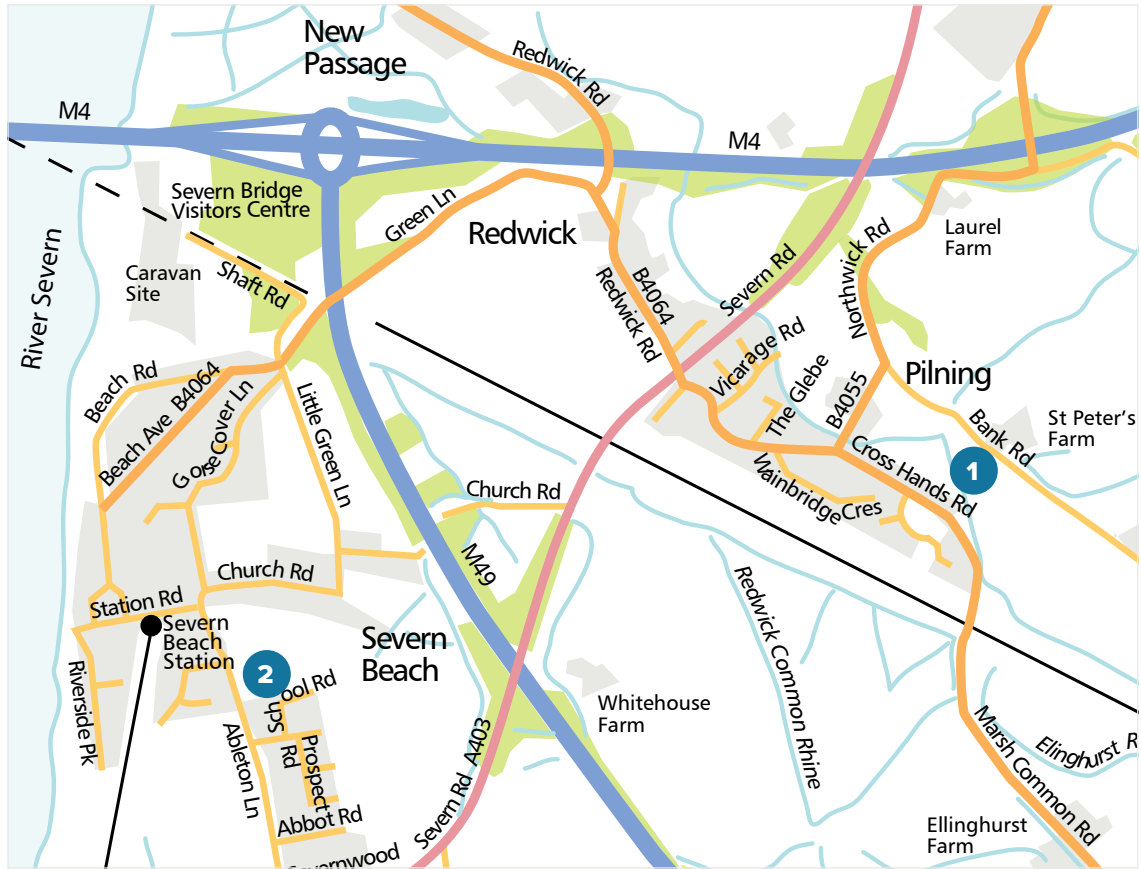 New
Passage
Redwick Rd
M4
M4
Severn Bridge
Visitors Centre
Green Ln
Redwick
Laurel
Farm
River Severn
Caravan
Site
Shaft Rd
Severn Rd
Northwick Rd
B4064
Redwick Rd
Vicarage Rd
The Glebe
B4055
Pilning
Beach Rd
Beach Ave B4064
Gorse Cover Ln
Little Green Ln
Bank Rd
St Peter's
Farm
1
Cross Hands Rd
Wainbridge Cres
Church Rd
M49
Church Rd
Station Rd
Severn
Beach
Station
Severn
Beach
2
School Rd
Riverside Pk
Ableton Ln
Rd
Prospect
Abbot Rd
Severn Rd A403
Whitehouse
Farm
Redwick Common Rhine
Marsh Common Rd
Elinghurst R
Ellinghurst
Farm
vernwood